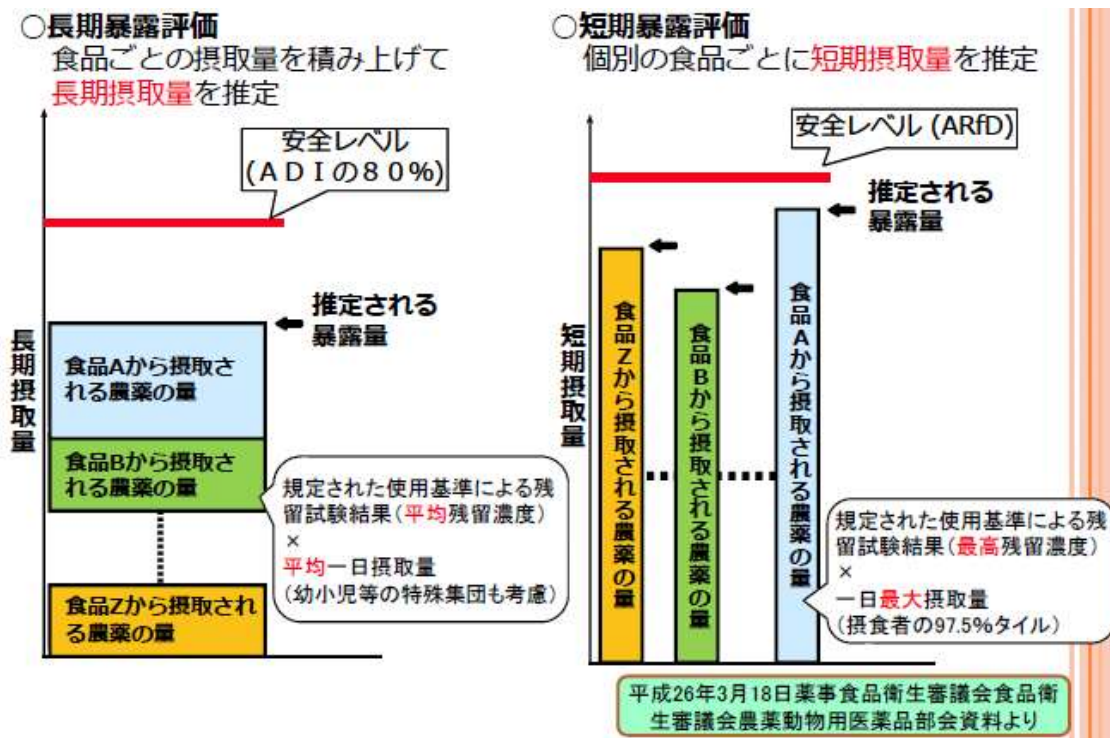 ○長期暴露評価
食品ごとの摂取量を積み上げて
長期摂取量を推定
安全レベル
(ADIの80%)
推定される
暴露量
長期摂取量
食品Aから摂取さ
れる農薬の量
食品Bから摂取さ
れる農薬の量
規定された使用基準による残
留試験結果(平均残留濃度)
×
平均一日摂取量
(幼小児等の特殊集団も考慮)
食品Zから摂取され
る農薬の量
○短期暴露評価
個別の食品ごとに短期摂取量を推定
安全レベル (ARfD)
推定される
暴露量
短期摂取量
食品Zから摂取される農薬の量
食品Bから摂取される農薬の量
食品Aから摂取される農薬の量
規定された使用基準による残
留試験結果(最高残留濃度)
×
一日最大摂取量
(摂食者の97.5%タイル)
平成26年3月18日薬事食品衛生審議会食品衛
生審議会農薬動物用医薬品部会資料より